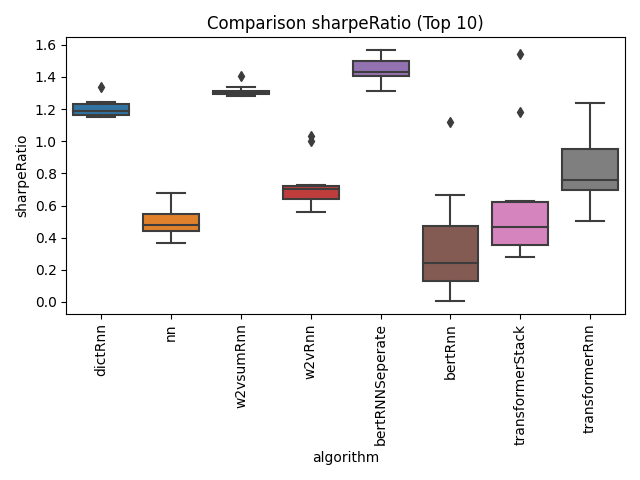 Comparison sharpeRatio (Top 10)
sharpeRatio
1.6
1.4
1.2
1.0
0.8
0.6
0.4
0.2
0.0
dictRnn
nn
w2vsumRnn
w2vRnn
bertRNNSeperate
bertRnn
transformerStack
transformerRnn
algorithm